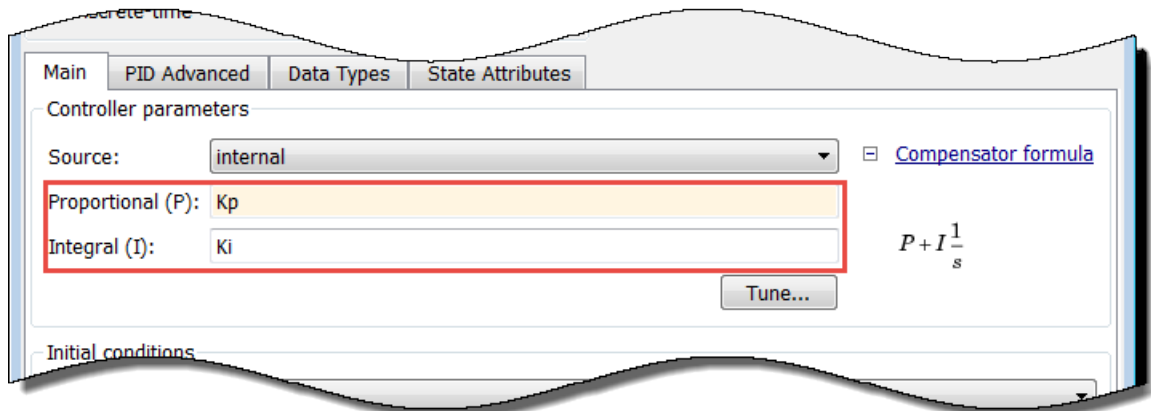 Main PID Advanced Data Types State Attributes
Controller parameters
Source: internal Compensator formula
Proportional (P): Kp
Integral (I): Ki
P + I 1/s
Tune...
Initial conditions